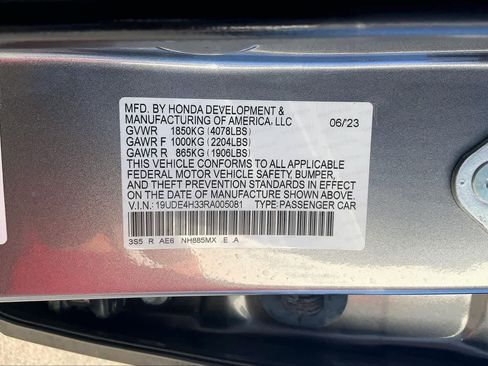 MFD. BY HONDA DEVELOPMENT &
MANUFACTURING OF AMERICA, LLC 06/23
GVWR 1850KG (4078LBS)
GAWR F 1000KG (2204LBS)
GAWR R 865KG (1906LBS)
THIS VEHICLE CONFORMS TO ALL APPLICABLE
FEDERAL MOTOR VEHICLE SAFETY, BUMPER,
AND THEFT PREVENTION STANDARDS IN EFFECT
ON THE DATE OF MANUFACTURE SHOWN ABOVE.
V.I.N.: 19UDE4H33RA005081 TYPE: PASSENGER CAR
3S5 R AE6 NH885MX E .A